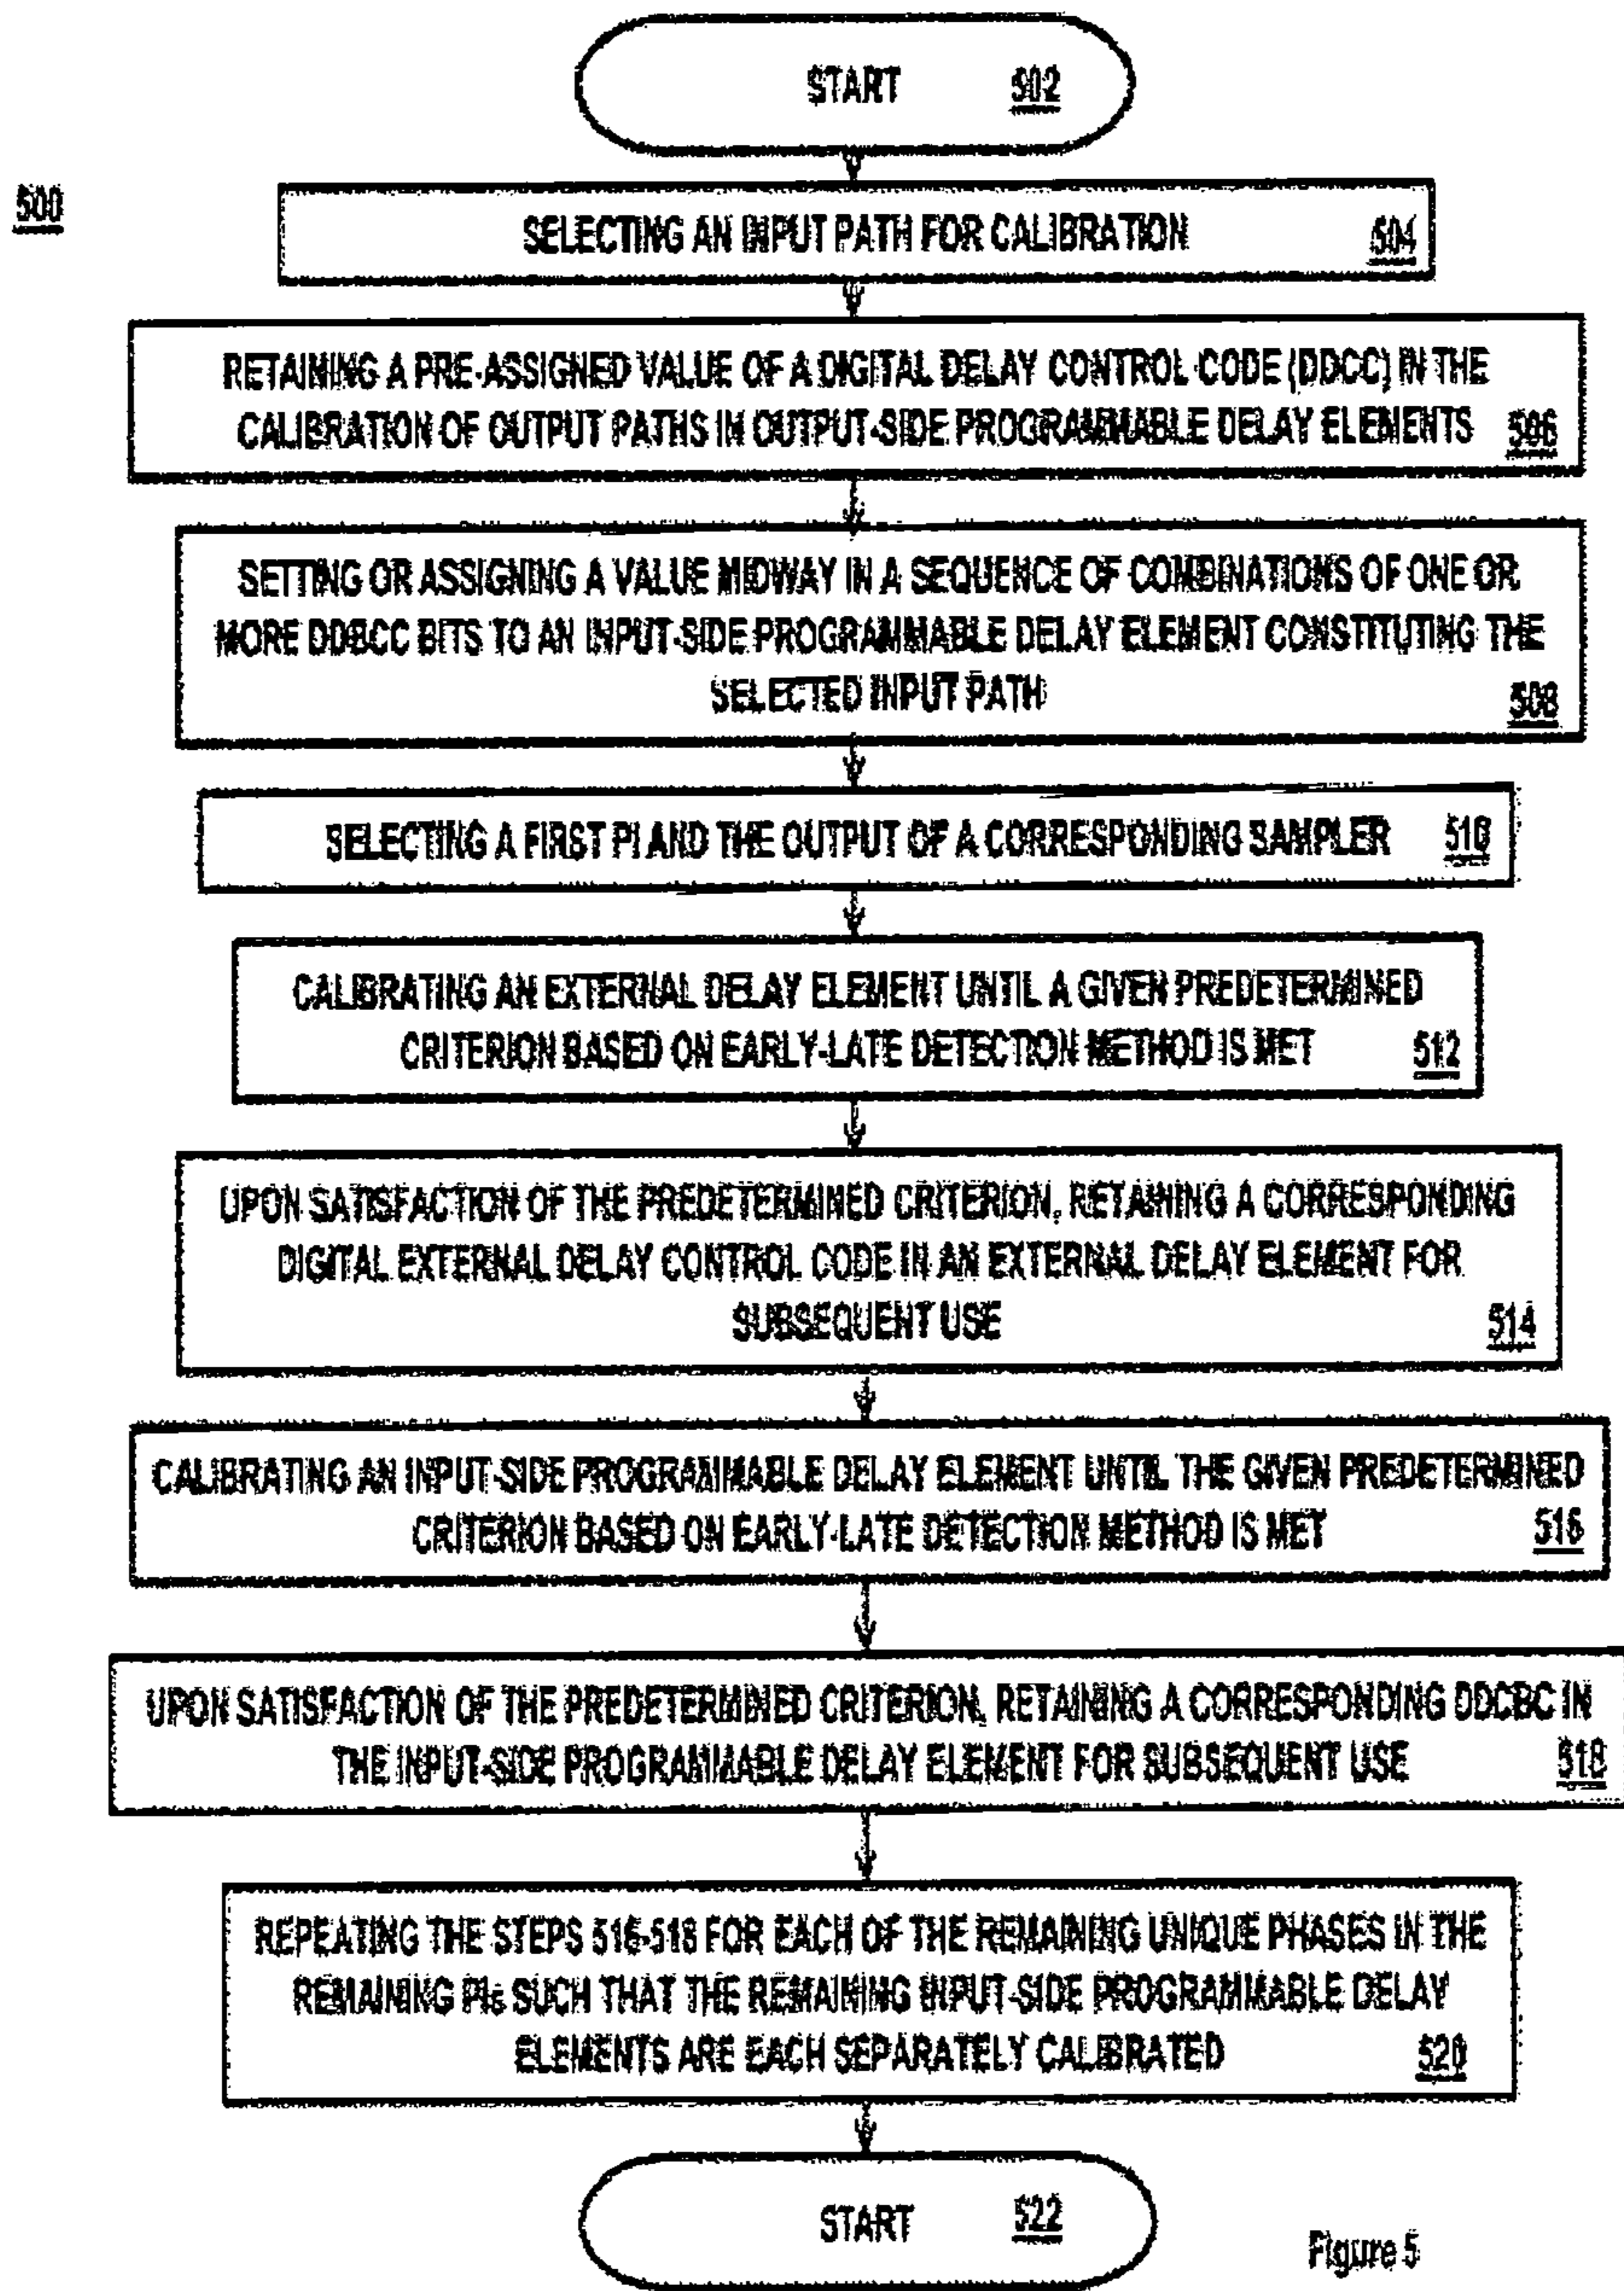 START 502
500
SELECTING AN INPUT PATH FOR CALIBRATION 504
RETAINING A PRE-ASSIGNED VALUE OF A DIGITAL DELAY CONTROL CODE (DDCC) IN THE
CALIBRATION OF OUTPUT PATHS IN OUTPUT-SIDE PROGRAMMABLE DELAY ELEMENTS 506
SETTING OR ASSIGNING A VALUE MIDWAY IN A SEQUENCE OF COMBINATIONS OF ONE OR
MORE DDBCC BITS TO AN INPUT-SIDE PROGRAMMABLE DELAY ELEMENT CONSTITUTING THE
SELECTED INPUT PATH 508
SELECTING A FIRST PI AND THE OUTPUT OF A CORRESPONDING SAMPLER 510
CALIBRATING AN EXTERNAL DELAY ELEMENT UNTIL A GIVEN PREDETERMINED
CRITERION BASED ON EARLY-LATE DETECTION METHOD IS MET 512
UPON SATISFACTION OF THE PREDETERMINED CRITERION, RETAINING A CORRESPONDING
DIGITAL EXTERNAL DELAY CONTROL CODE IN AN EXTERNAL DELAY ELEMENT FOR
SUBSEQUENT USE 514
CALIBRATING AN INPUT-SIDE PROGRAMMABLE DELAY ELEMENT UNTIL THE GIVEN PREDETERMINED
CRITERION BASED ON EARLY-LATE DETECTION METHOD IS MET 516
UPON SATISFACTION OF THE PREDETERMINED CRITERION, RETAINING A CORRESPONDING DDCBC IN
THE INPUT-SIDE PROGRAMMABLE DELAY ELEMENT FOR SUBSEQUENT USE 518
REPEATING THE STEPS 516-518 FOR EACH OF THE REMAINING UNIQUE PHASES IN THE
REMAINING PIs SUCH THAT THE REMAINING INPUT-SIDE PROGRAMMABLE DELAY
ELEMENTS ARE EACH SEPARATELY CALIBRATED 520
START 522
Figure 5